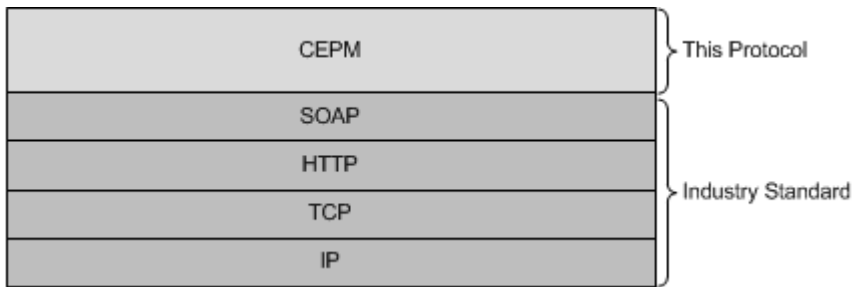 CEPM
This Protocol
SOAP
HTTP
TCP
Industry Standard
IP